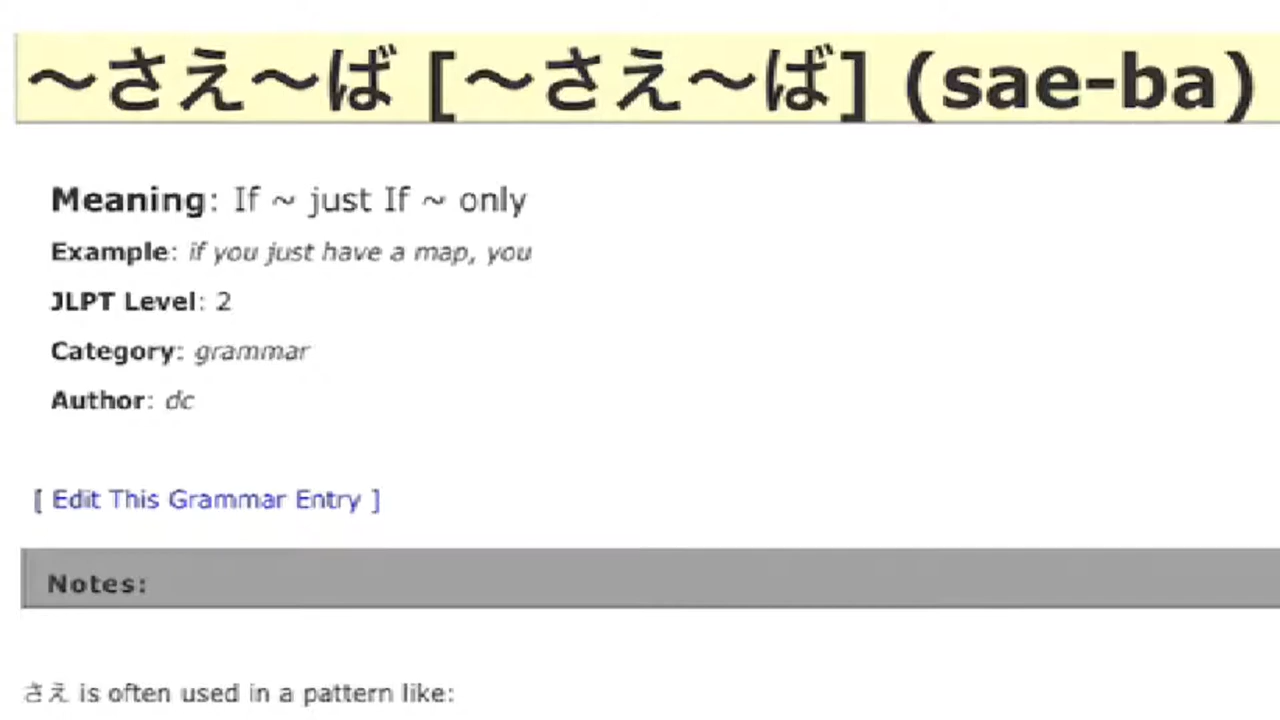 ～さえ～ば [～さえ～ば] (sae-ba)
Meaning: If ~ just If ~ only
Example: if you just have a map, you
JLPT Level: 2
Category: grammar
Author: dc
[ Edit This Grammar Entry ]
Notes:
さえ is often used in a pattern like: